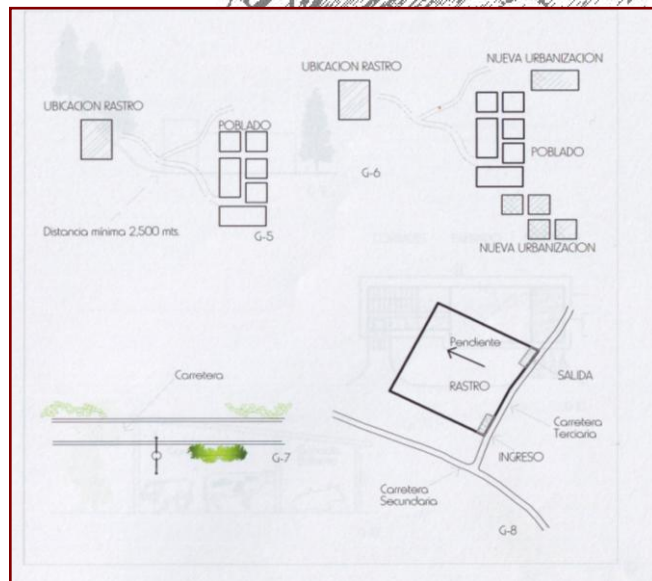 UBICACION RASTRO
POBLADO
Distancia mínima 2,500 mts.
G-5
UBICACION RASTRO
NUEVA URBANIZACION
POBLADO
G-6
NUEVA URBANIZACION
Carretera
G-7
Pendiente
RASTRO
SALIDA
Carretera
Terciaria
INGRESO
Carretera
Secundaria
G-8